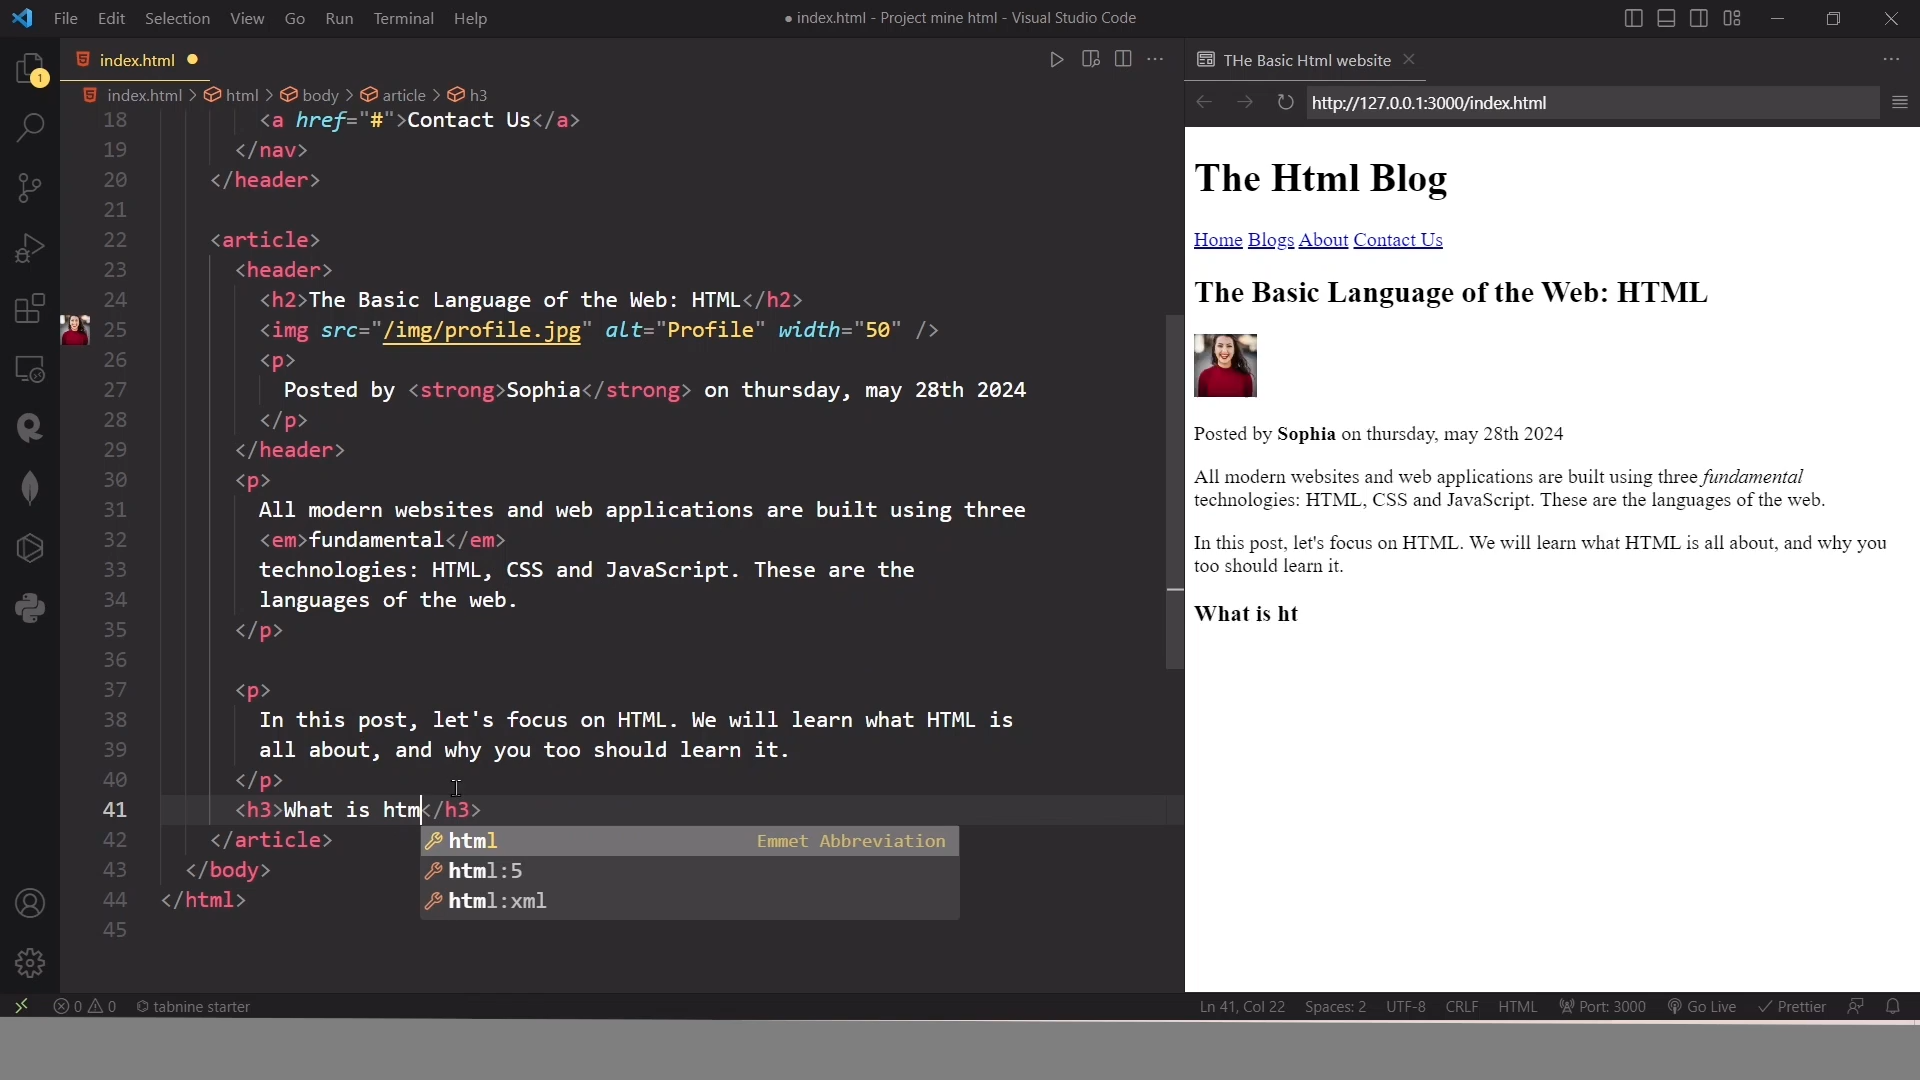 File Edit Selection View Go Run Terminal Help
● index.html - Project mine html - Visual Studio Code
index.html
index.html > html > body > article > h3
18 <a href="#">Contact Us</a>
19 </nav>
20 </header>
21
22 <article>
23 <header>
24 <h2>The Basic Language of the Web: HTML</h2>
25 <img src="/img/profile.jpg" alt="Profile" width="50" />
26 <p>
27 Posted by <strong>Sophia</strong> on thursday, may 28th 2024
28 </p>
29 </header>
30 <p>
31 All modern websites and web applications are built using three
32 <em>fundamental</em>
33 technologies: HTML, CSS and JavaScript. These are the
34 languages of the web.
35 </p>
36
37 <p>
38 In this post, let's focus on HTML. We will learn what HTML is
39 all about, and why you too should learn it.
40 </p>
41 <h3>What is htm</h3>
42 </article>
43 </body>
44 </html>
45
html Emmet Abbreviation
html:5
html:xml
1
THe Basic Html website
http://127.0.0.1:3000/index.html
The Html Blog
Home Blogs About Contact Us
The Basic Language of the Web: HTML
Posted by Sophia on thursday, may 28th 2024
All modern websites and web applications are built using three fundamental
technologies: HTML, CSS and JavaScript. These are the languages of the web.
In this post, let's focus on HTML. We will learn what HTML is all about, and why you
too should learn it.
What is ht
0 0 tabnine starter
Ln 41, Col 22 Spaces: 2 UTF-8 CRLF HTML Port: 3000 Go Live Prettier